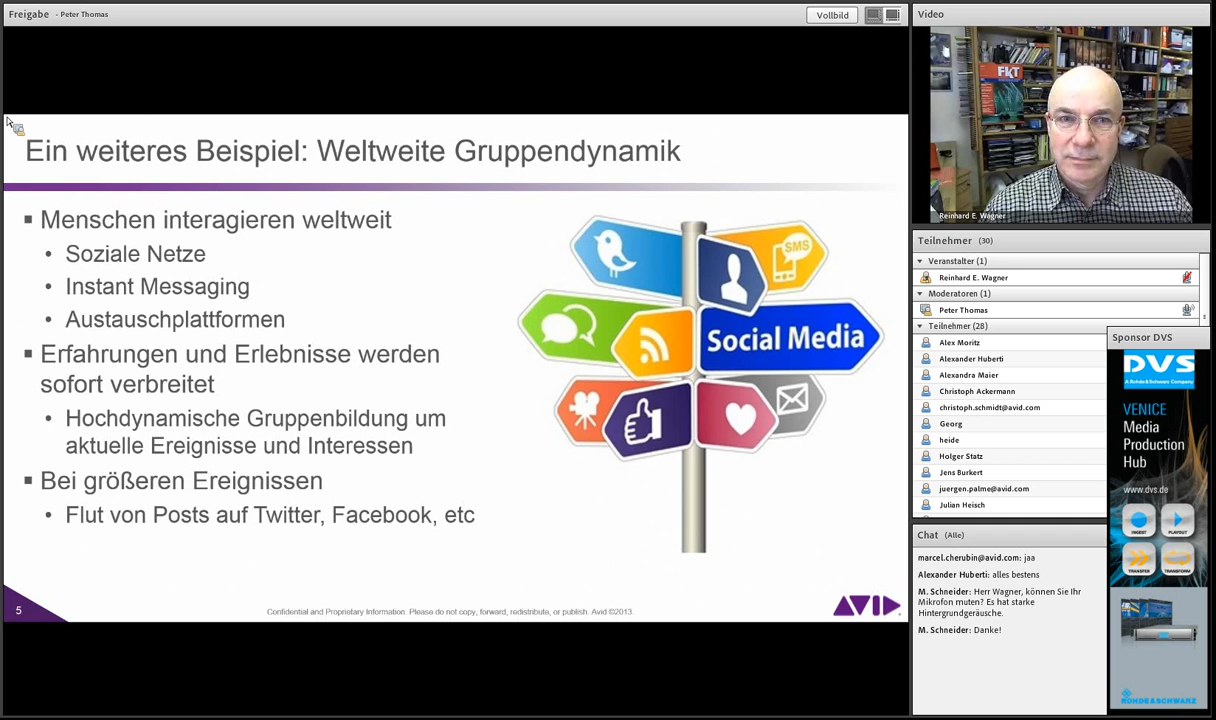 Freigabe - Peter Thomas
Vollbild
Ein weiteres Beispiel: Weltweite Gruppendynamik
▪ Menschen interagieren weltweit
• Soziale Netze
• Instant Messaging
• Austauschplattformen
▪ Erfahrungen und Erlebnisse werden
sofort verbreitet
• Hochdynamische Gruppenbildung um
aktuelle Ereignisse und Interessen
▪ Bei größeren Ereignissen
• Flut von Posts auf Twitter, Facebook, etc
SMS
Social Media
5
Confidential and Proprietary Information. Please do not copy, forward, redistribute, or publish. Avid ©2013.
AVID
Video
FKT
Reinhard E. Wagner
Teilnehmer (30)
Veranstalter (1)
Reinhard E. Wagner
Moderatoren (1)
Peter Thomas
Teilnehmer (28)
Alex Moritz
Alexander Huberti
Alexandra Maier
Christoph Ackermann
christoph.schmidt@avid.com
Georg
heide
Holger Statz
Jens Burkert
juergen.palme@avid.com
Julian Heisch
Sponsor DVS
DVS
A Rohde & Schwarz Company
VENICE
Media
Production
Hub
www.dvs.de
INGEST
PLAYOUT
TRANSFER
TRANSFORM
ROHDE & SCHWARZ
Chat (Alle)
marcel.cherubin@avid.com: jaa
Alexander Huberti: alles bestens
M. Schneider: Herr Wagner, können Sie Ihr
Mikrofon muten? Es hat starke
Hintergrundgeräusche.
M. Schneider: Danke!